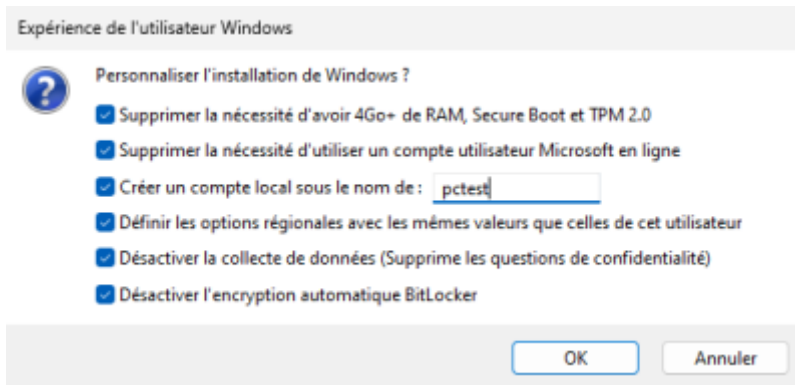 Expérience de l'utilisateur Windows
Personnaliser l'installation de Windows ?
Supprimer la nécessité d'avoir 4Go+ de RAM, Secure Boot et TPM 2.0
Supprimer la nécessité d'utiliser un compte utilisateur Microsoft en ligne
Créer un compte local sous le nom de : pctest
Définir les options régionales avec les mêmes valeurs que celles de cet utilisateur
Désactiver la collecte de données (Supprime les questions de confidentialité)
Désactiver l'encryption automatique BitLocker
OK Annuler